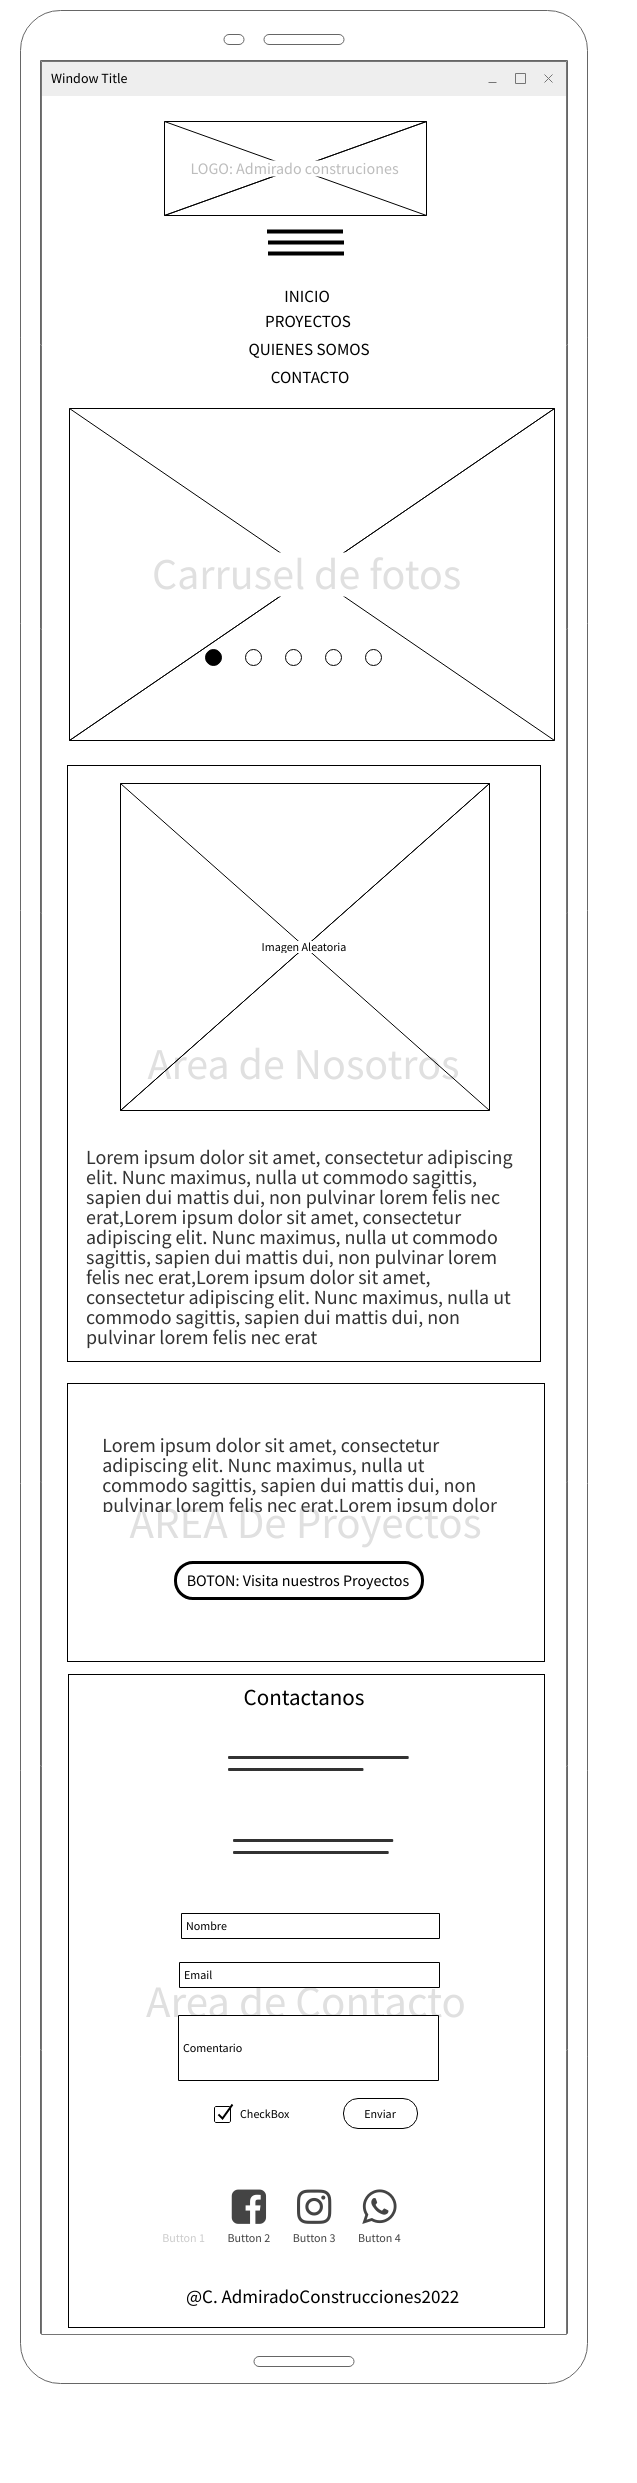 Window Title
LOGO: Admirado construciones
INICIO
PROYECTOS
QUIENES SOMOS
CONTACTO
Carrusel de fotos
Imagen Aleatoria
Area de Nosotros
Lorem ipsum dolor sit amet, consectetur adipiscing
elit. Nunc maximus, nulla ut commodo sagittis,
sapien dui mattis dui, non pulvinar lorem felis nec
erat,Lorem ipsum dolor sit amet, consectetur
adipiscing elit. Nunc maximus, nulla ut commodo
sagittis, sapien dui mattis dui, non pulvinar lorem
felis nec erat,Lorem ipsum dolor sit amet,
consectetur adipiscing elit. Nunc maximus, nulla ut
commodo sagittis, sapien dui mattis dui, non
pulvinar lorem felis nec erat
Lorem ipsum dolor sit amet, consectetur
adipiscing elit. Nunc maximus, nulla ut
commodo sagittis, sapien dui mattis dui, non
pulvinar lorem felis nec erat,Lorem ipsum dolor
AREA De Proyectos
BOTON: Visita nuestros Proyectos
Contactanos
Nombre
Email
Area de Contacto
Comentario
CheckBox
Enviar
Button 1
Button 2
Button 3
Button 4
@C. AdmiradoConstrucciones2022